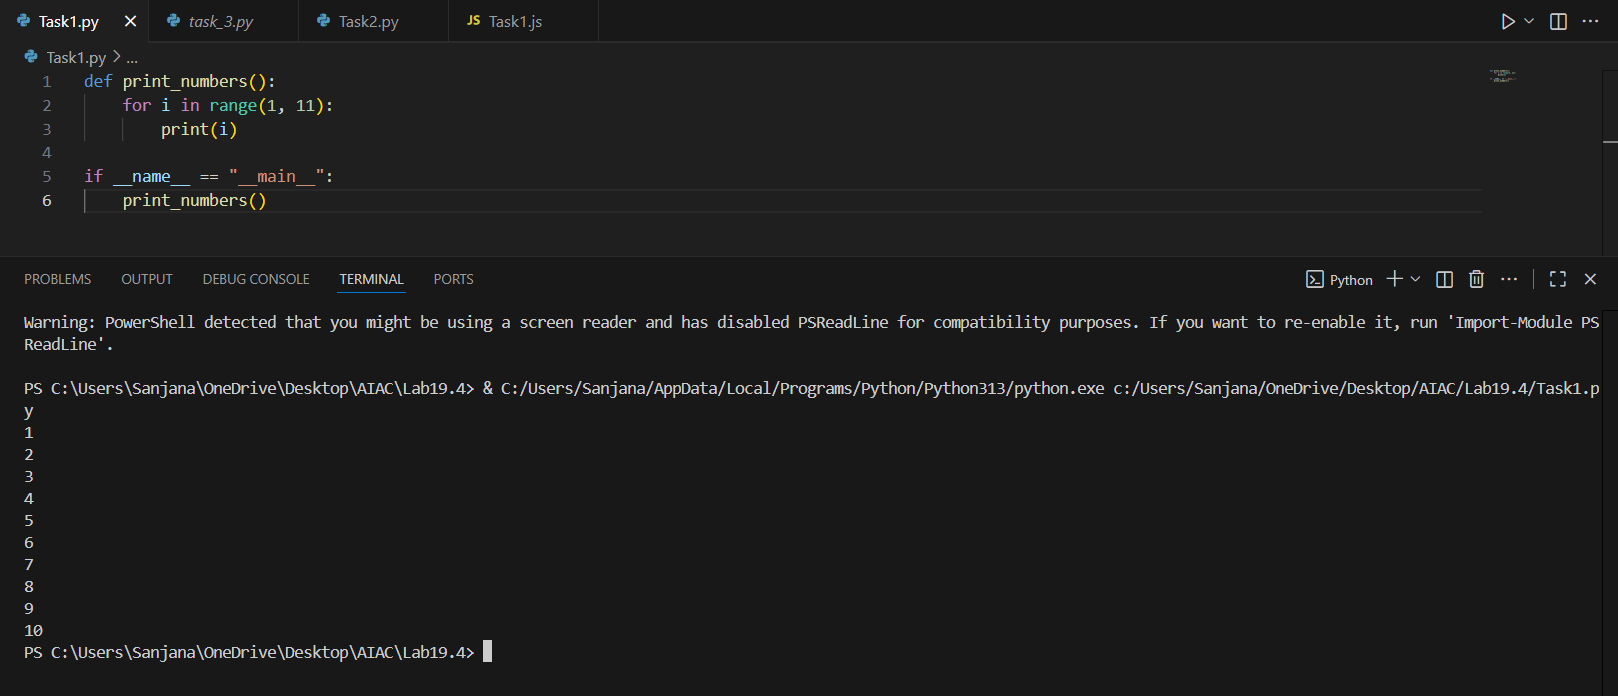 Task1.py
task_3.py
Task2.py
JS Task1.js
Task1.py > ...
1 def print_numbers():
2     for i in range(1, 11):
3         print(i)
4
5 if __name__ == "__main__":
6     print_numbers()
PROBLEMS OUTPUT DEBUG CONSOLE TERMINAL PORTS
Python
Warning: PowerShell detected that you might be using a screen reader and has disabled PSReadLine for compatibility purposes. If you want to re-enable it, run 'Import-Module PS
ReadLine'.
PS C:\Users\Sanjana\OneDrive\Desktop\AIAC\Lab19.4> & C:/Users/Sanjana/AppData/Local/Programs/Python/Python313/python.exe c:/Users/Sanjana/OneDrive/Desktop/AIAC/Lab19.4/Task1.p
y
1
2
3
4
5
6
7
8
9
10
PS C:\Users\Sanjana\OneDrive\Desktop\AIAC\Lab19.4>